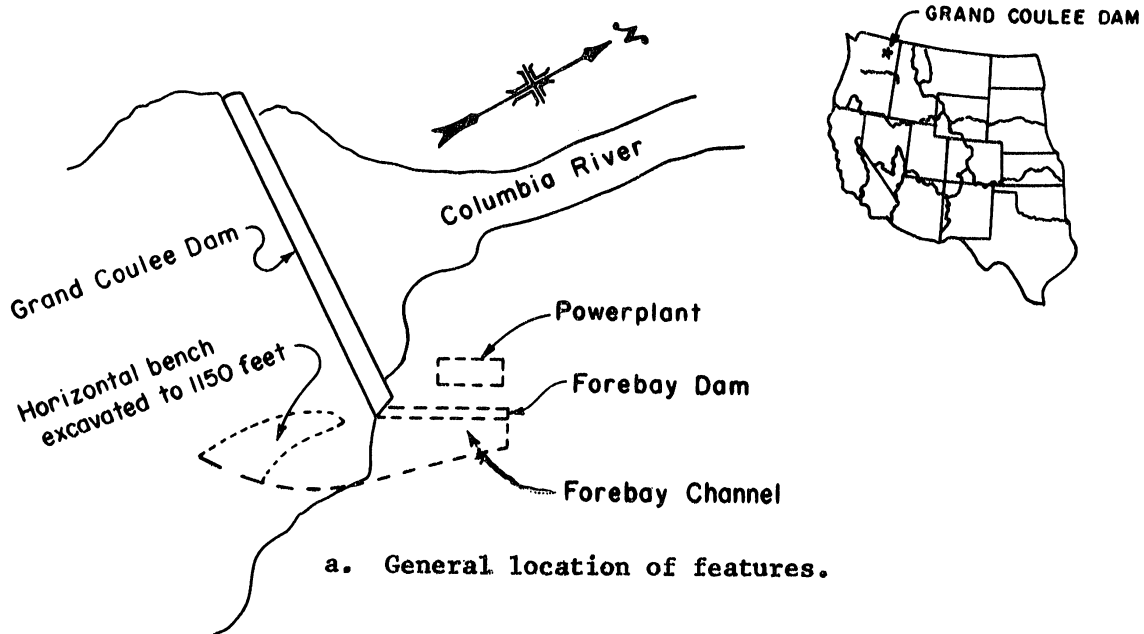 GRAND COULEE DAM
N
Columbia River
Grand Coulee Dam
Powerplant
Horizontal bench
excavated to 1150 feet
Forebay Dam
Forebay Channel
a. General location of features.